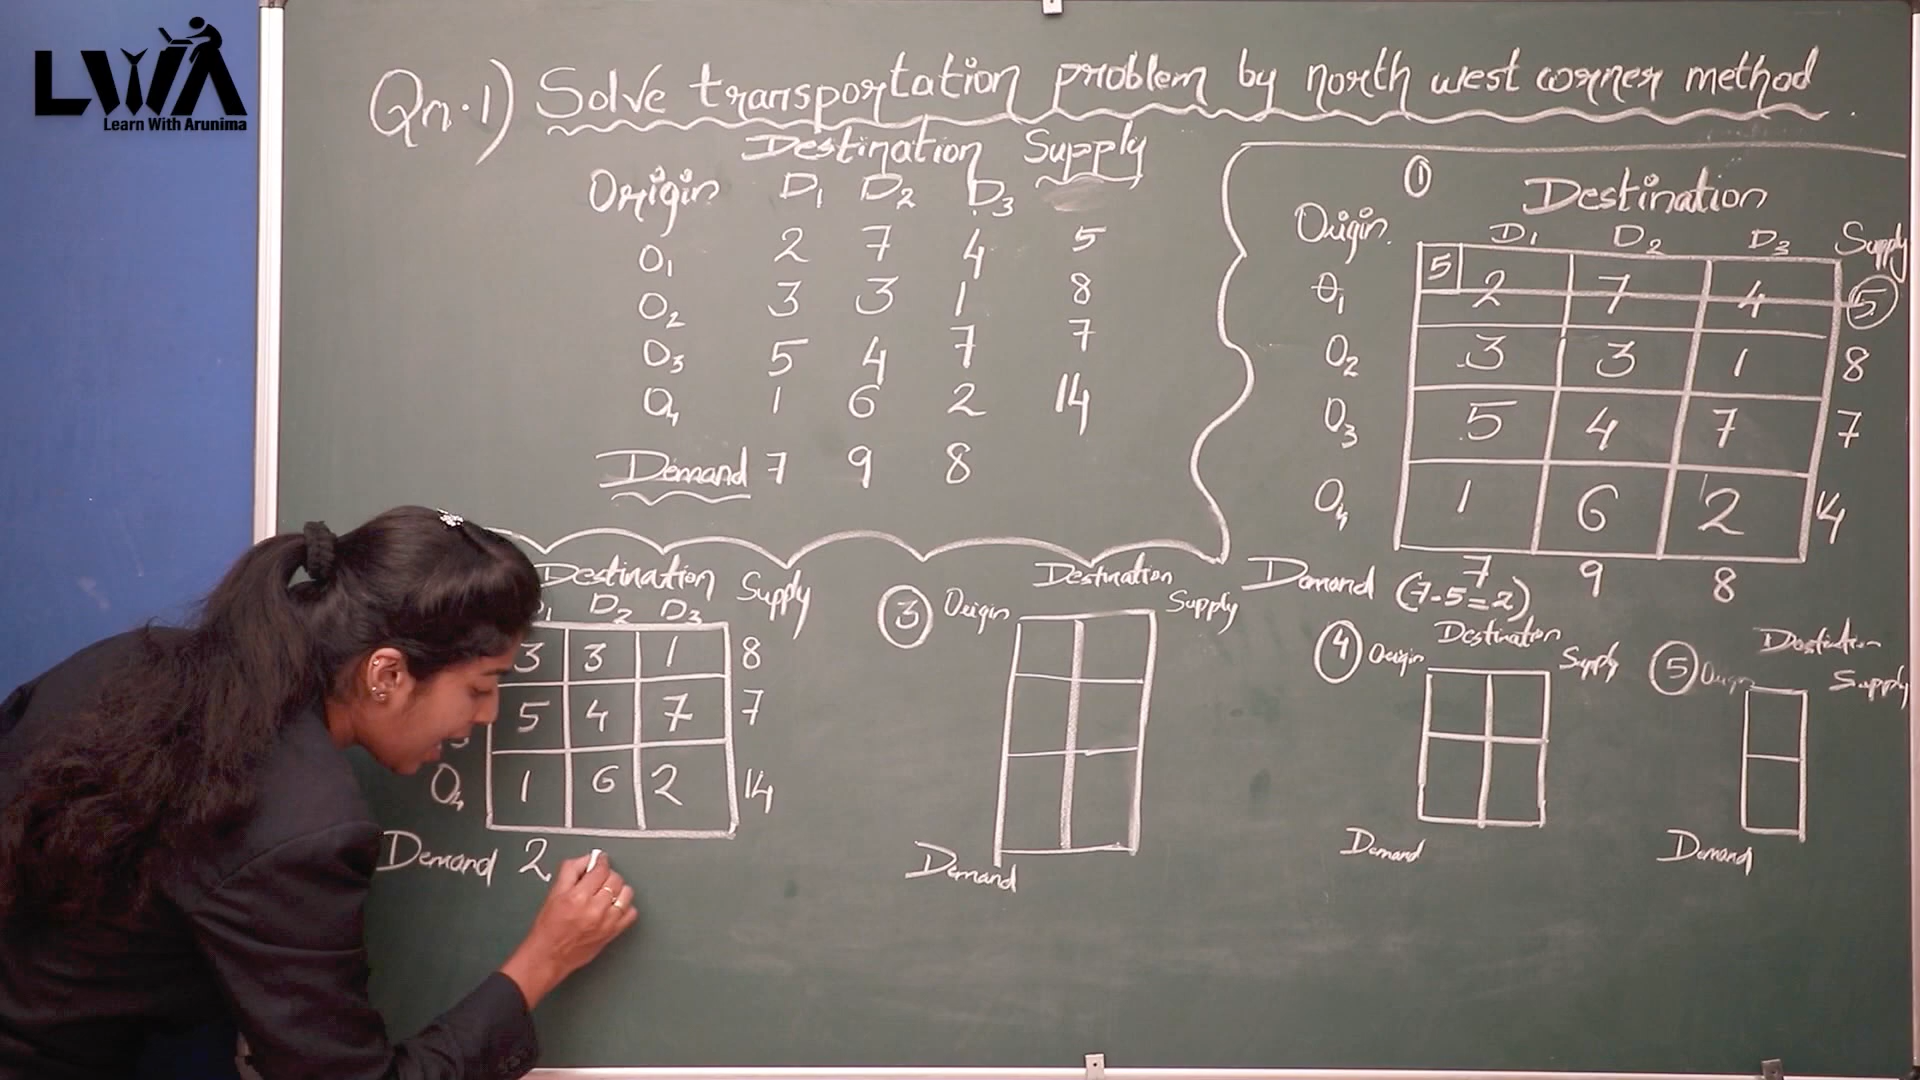 LWA
Learn With Arunima
Qn.1) Solve transportation problem by north west corner method
Destination Supply
Origin D1 D2 D3
O1 2 7 4 5
O2 3 3 1 8
O3 5 4 7 7
O4 1 6 2 14
Demand 7 9 8
①
Destination
Origin D1 D2 D3 Supply
O1 5 2 7 4 5
O2 3 3 1 8
O3 5 4 7 7
O4 1 6 2 14
Demand 7 9 8
(7-5=2)
Destination Supply
D2 D3
3 3 1 8
5 4 7 7
O4 1 6 2 14
Demand 2
③ Origin Destination Supply
Demand
④ Origin Destination Supply
Demand
⑤ Origin Destination Supply
Demand